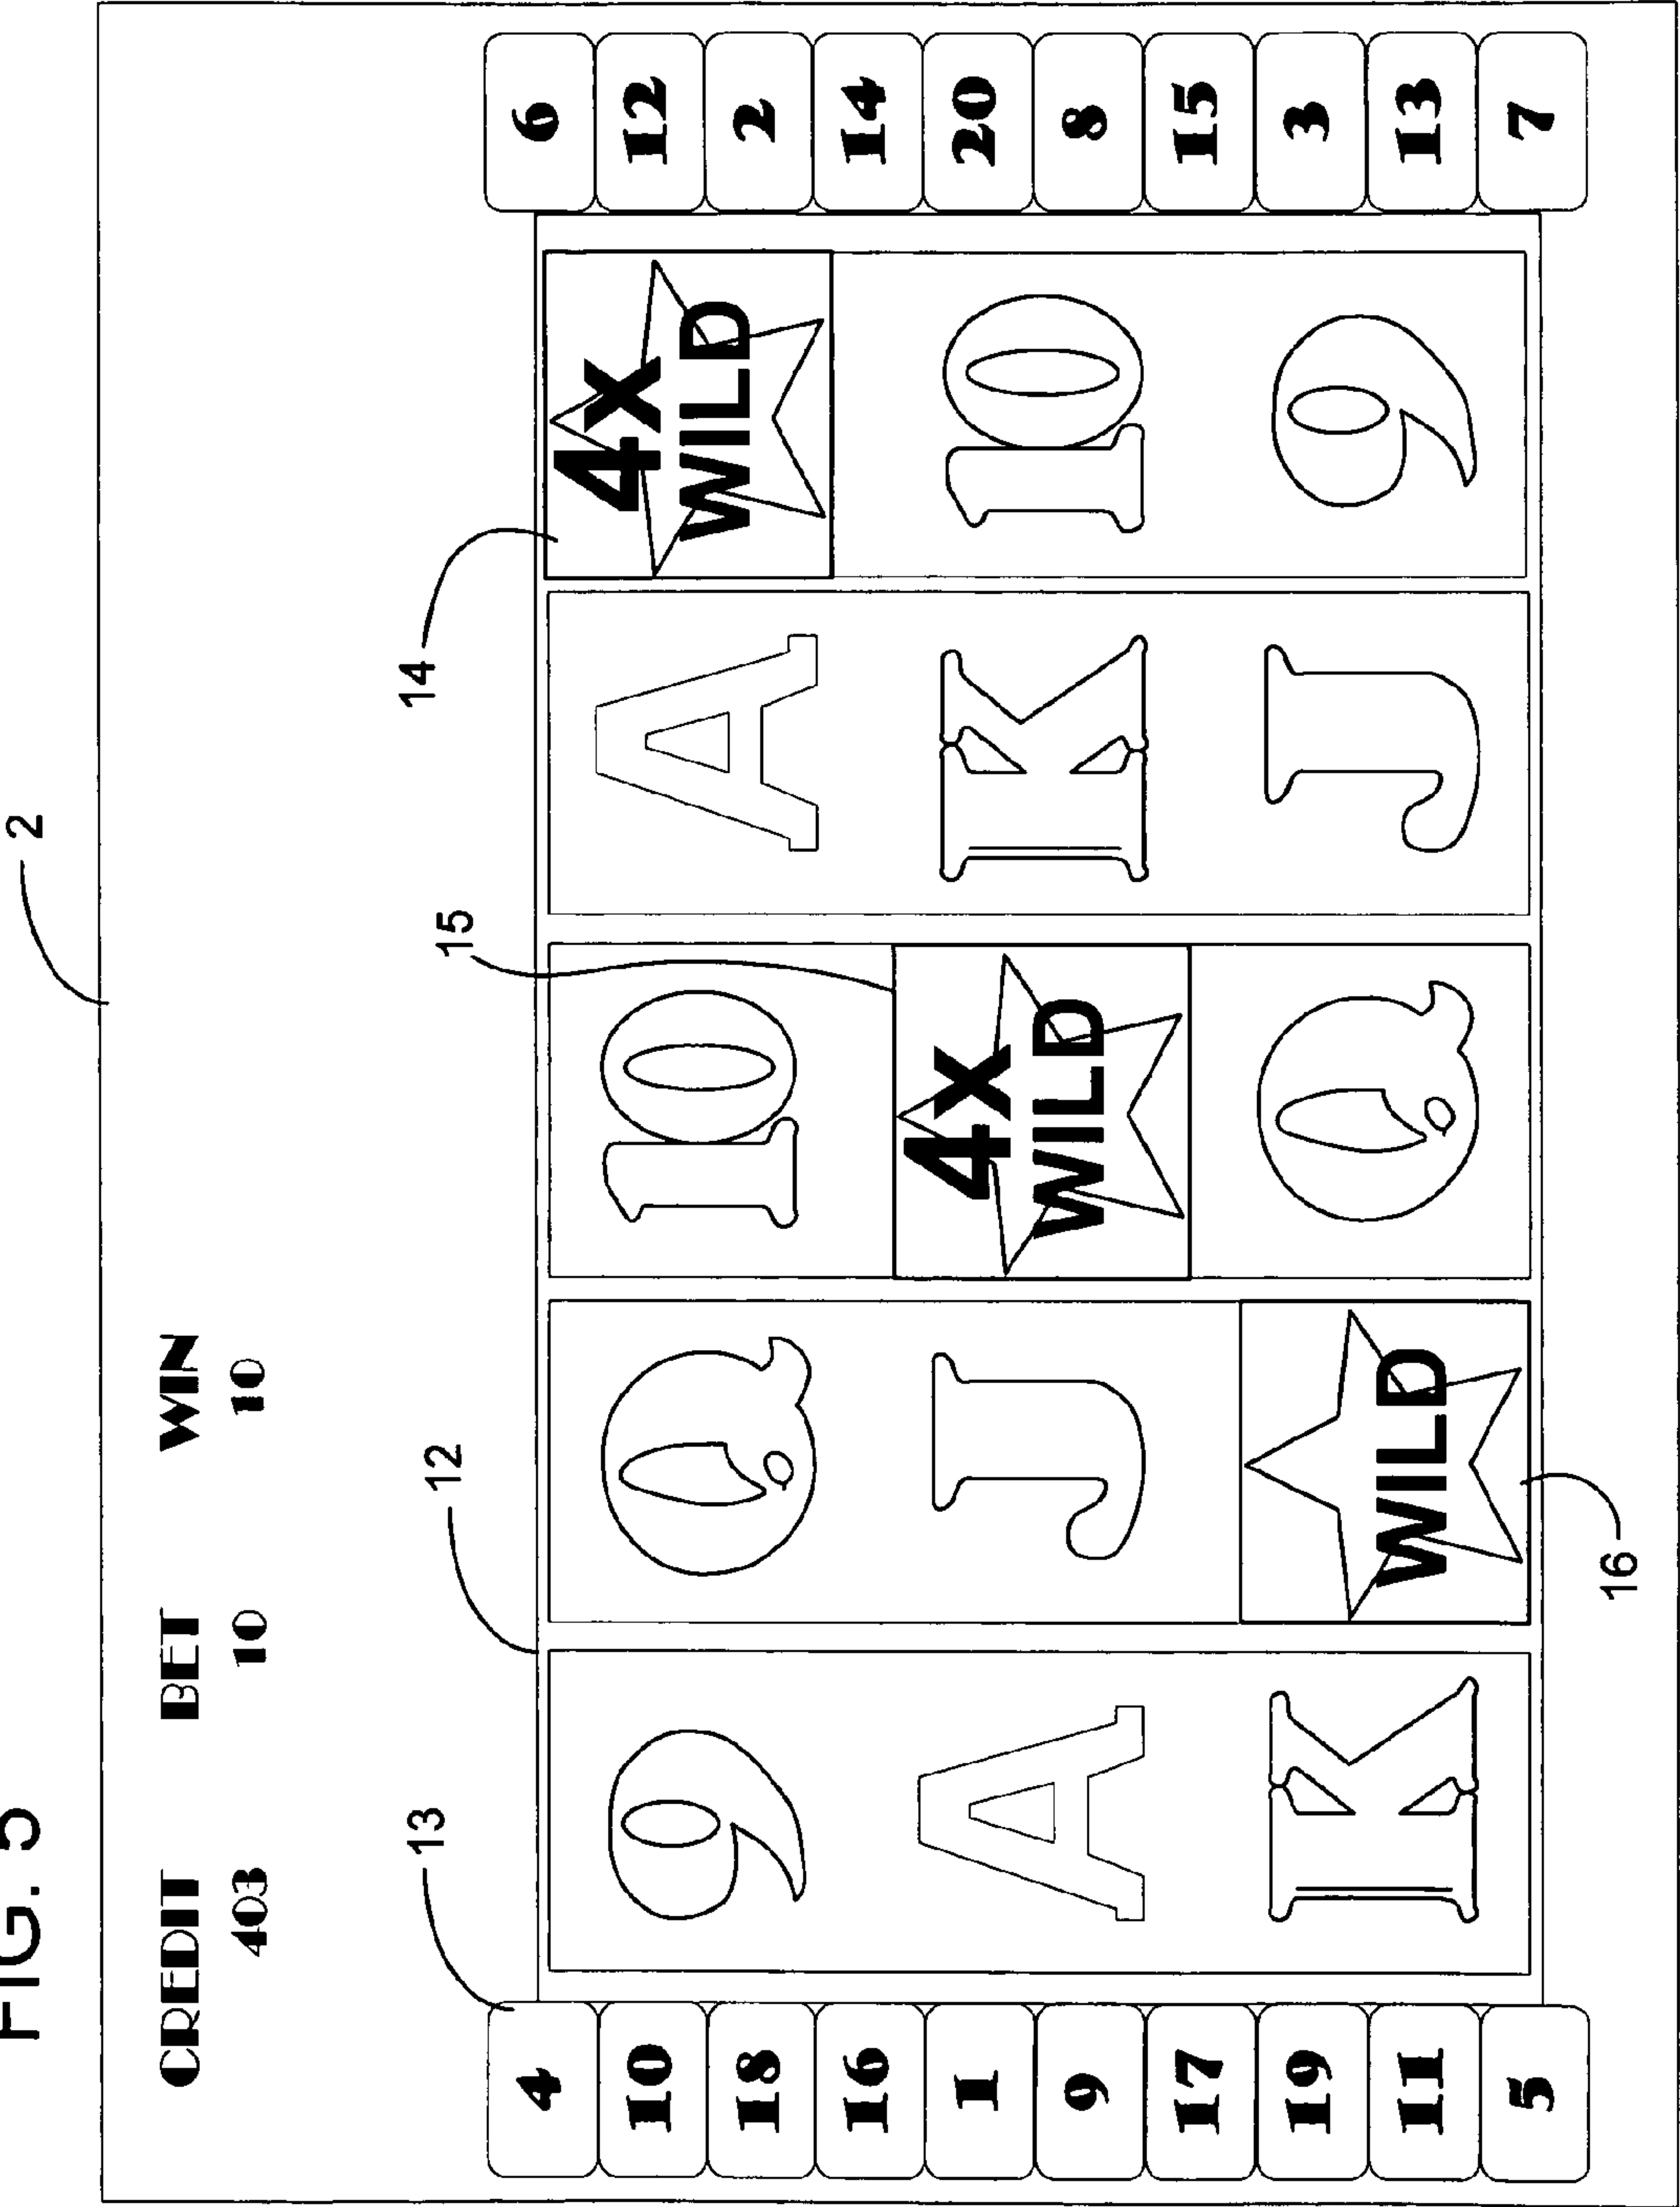 FIG. 5
2
CREDIT BET WIN
403 10 10
13 12 15 14
4 6
10 12
18 9 Q 10 A 4X WILD 2
16 14
1 20
9 A J 4X WILD K 10 8
17 15
19 3
11 K WILD Q J 9 13
5 7
16